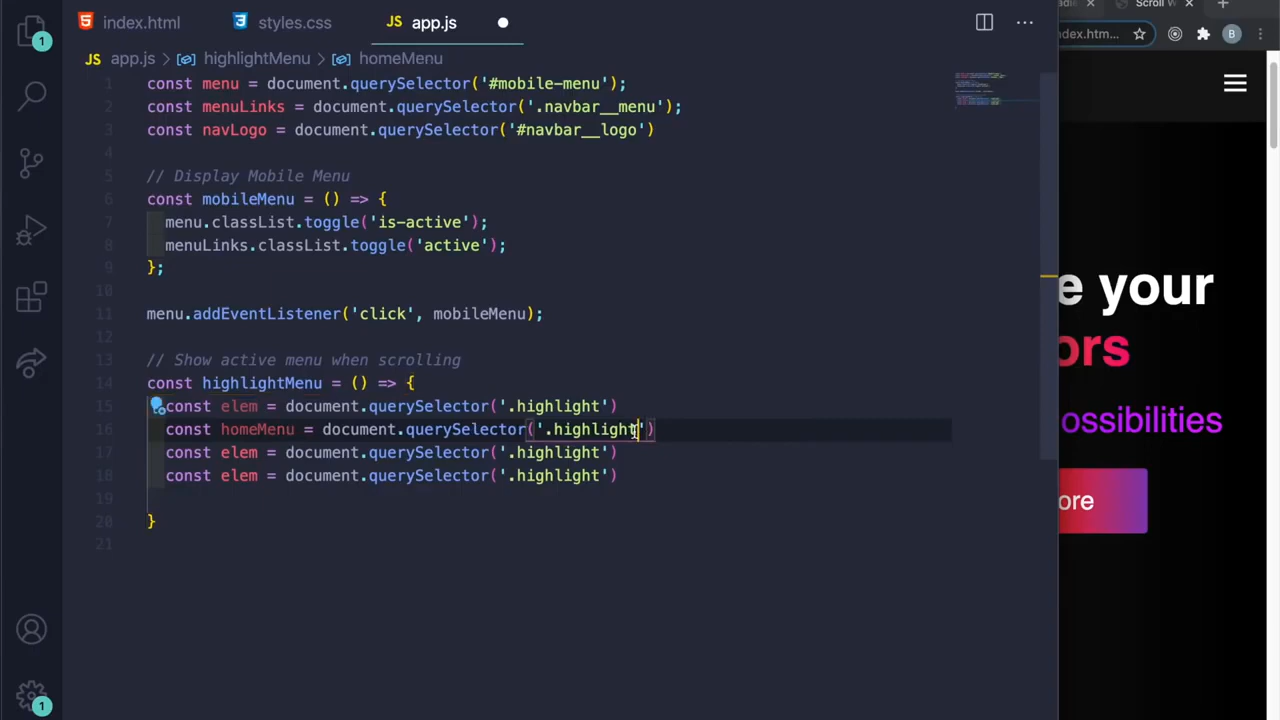 index.html
styles.css
JS app.js
Scroll W
JS app.js > highlightMenu > homeMenu
index.htm...
B
1
1 const menu = document.querySelector('#mobile-menu');
2 const menuLinks = document.querySelector('.navbar__menu');
3 const navLogo = document.querySelector('#navbar__logo')
4
5 // Display Mobile Menu
6 const mobileMenu = () => {
7 menu.classList.toggle('is-active');
8 menuLinks.classList.toggle('active');
9 };
10
11 menu.addEventListener('click', mobileMenu);
12
13 // Show active menu when scrolling
14 const highlightMenu = () => {
15 const elem = document.querySelector('.highlight')
16 const homeMenu = document.querySelector('.highlight')
17 const elem = document.querySelector('.highlight')
18 const elem = document.querySelector('.highlight')
19
20 }
21
1
e your
ors
ossibilities
ore